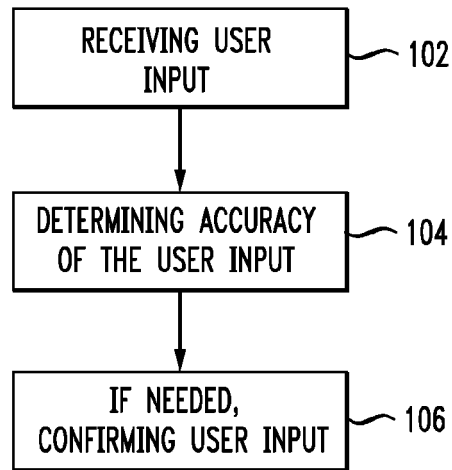 RECEIVING USER
INPUT
102
DETERMINING ACCURACY
OF THE USER INPUT
104
IF NEEDED,
CONFIRMING USER INPUT
106